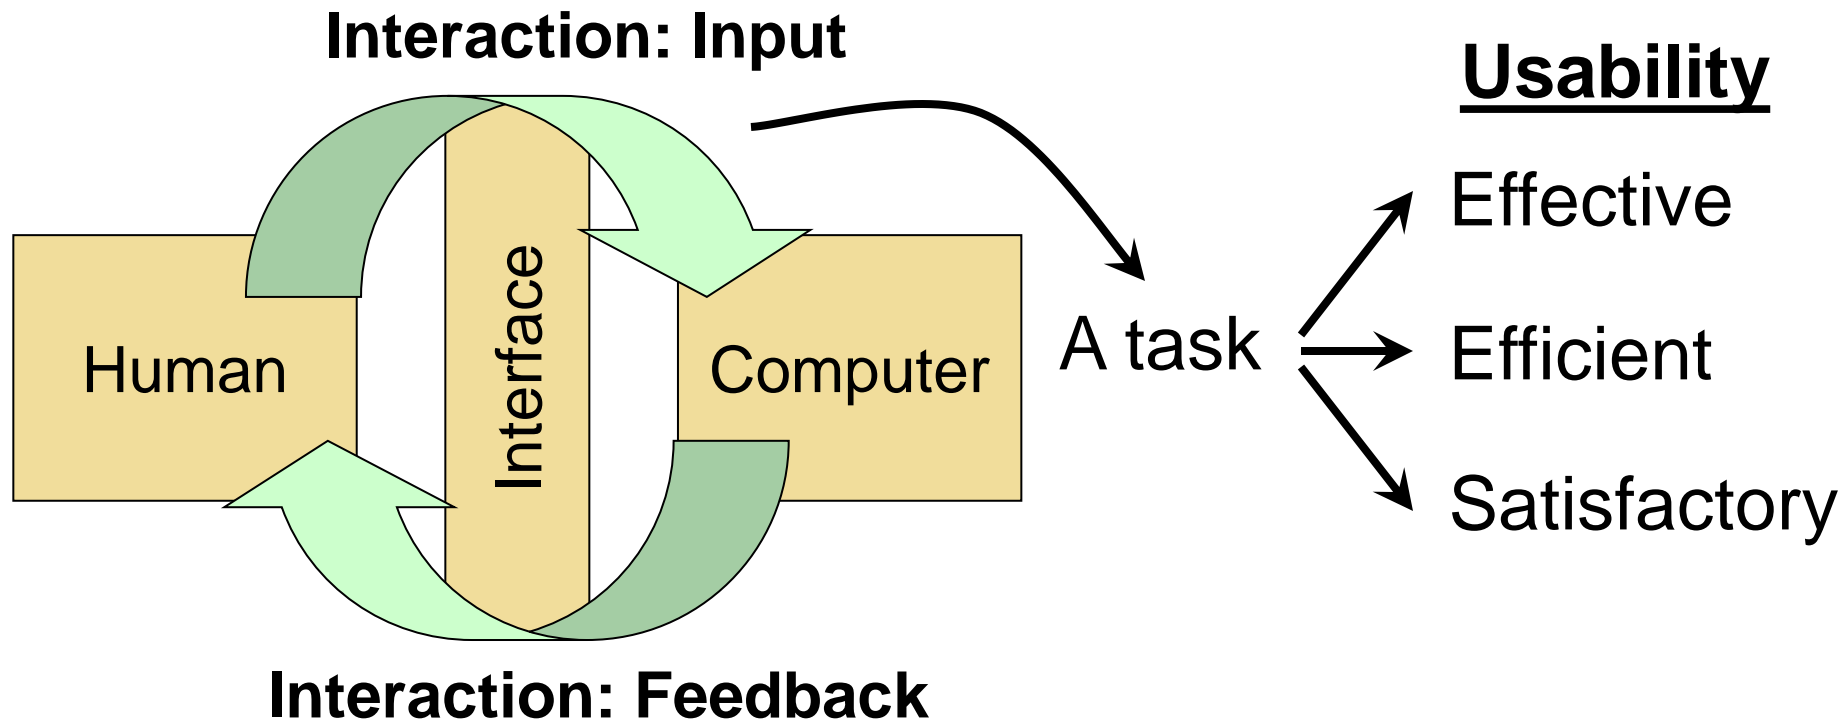 Interaction: Input
Usability
Effective
Human
Interface
Computer
A task
Efficient
Satisfactory
Interaction: Feedback